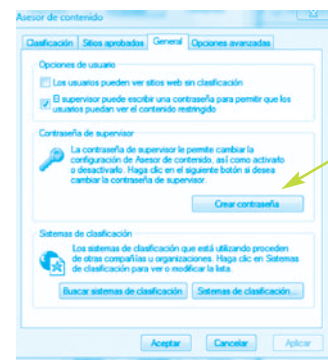 Asesor de contenido
Clasificación Sitios aprobados General Opciones avanzadas
Opciones de usuario
Los usuarios pueden ver sitios web sin clasificación
El supervisor puede escribir una contraseña para permitir que los
usuarios puedan ver el contenido restringido
Contraseña de supervisor
La contraseña de supervisor le permite cambiar la
configuración de Asesor de contenido, así como activarlo
o desactivarlo. Haga clic en el siguiente botón si desea
cambiar la contraseña de supervisor.
Crear contraseña
Sistemas de clasificación
Los sistemas de clasificación que está utilizando proceden
de otras compañías u organizaciones. Haga clic en Sistemas
de clasificación para ver o modificar la lista.
Buscar sistemas de clasificación Sistemas de clasificación...
Aceptar Cancelar Aplicar